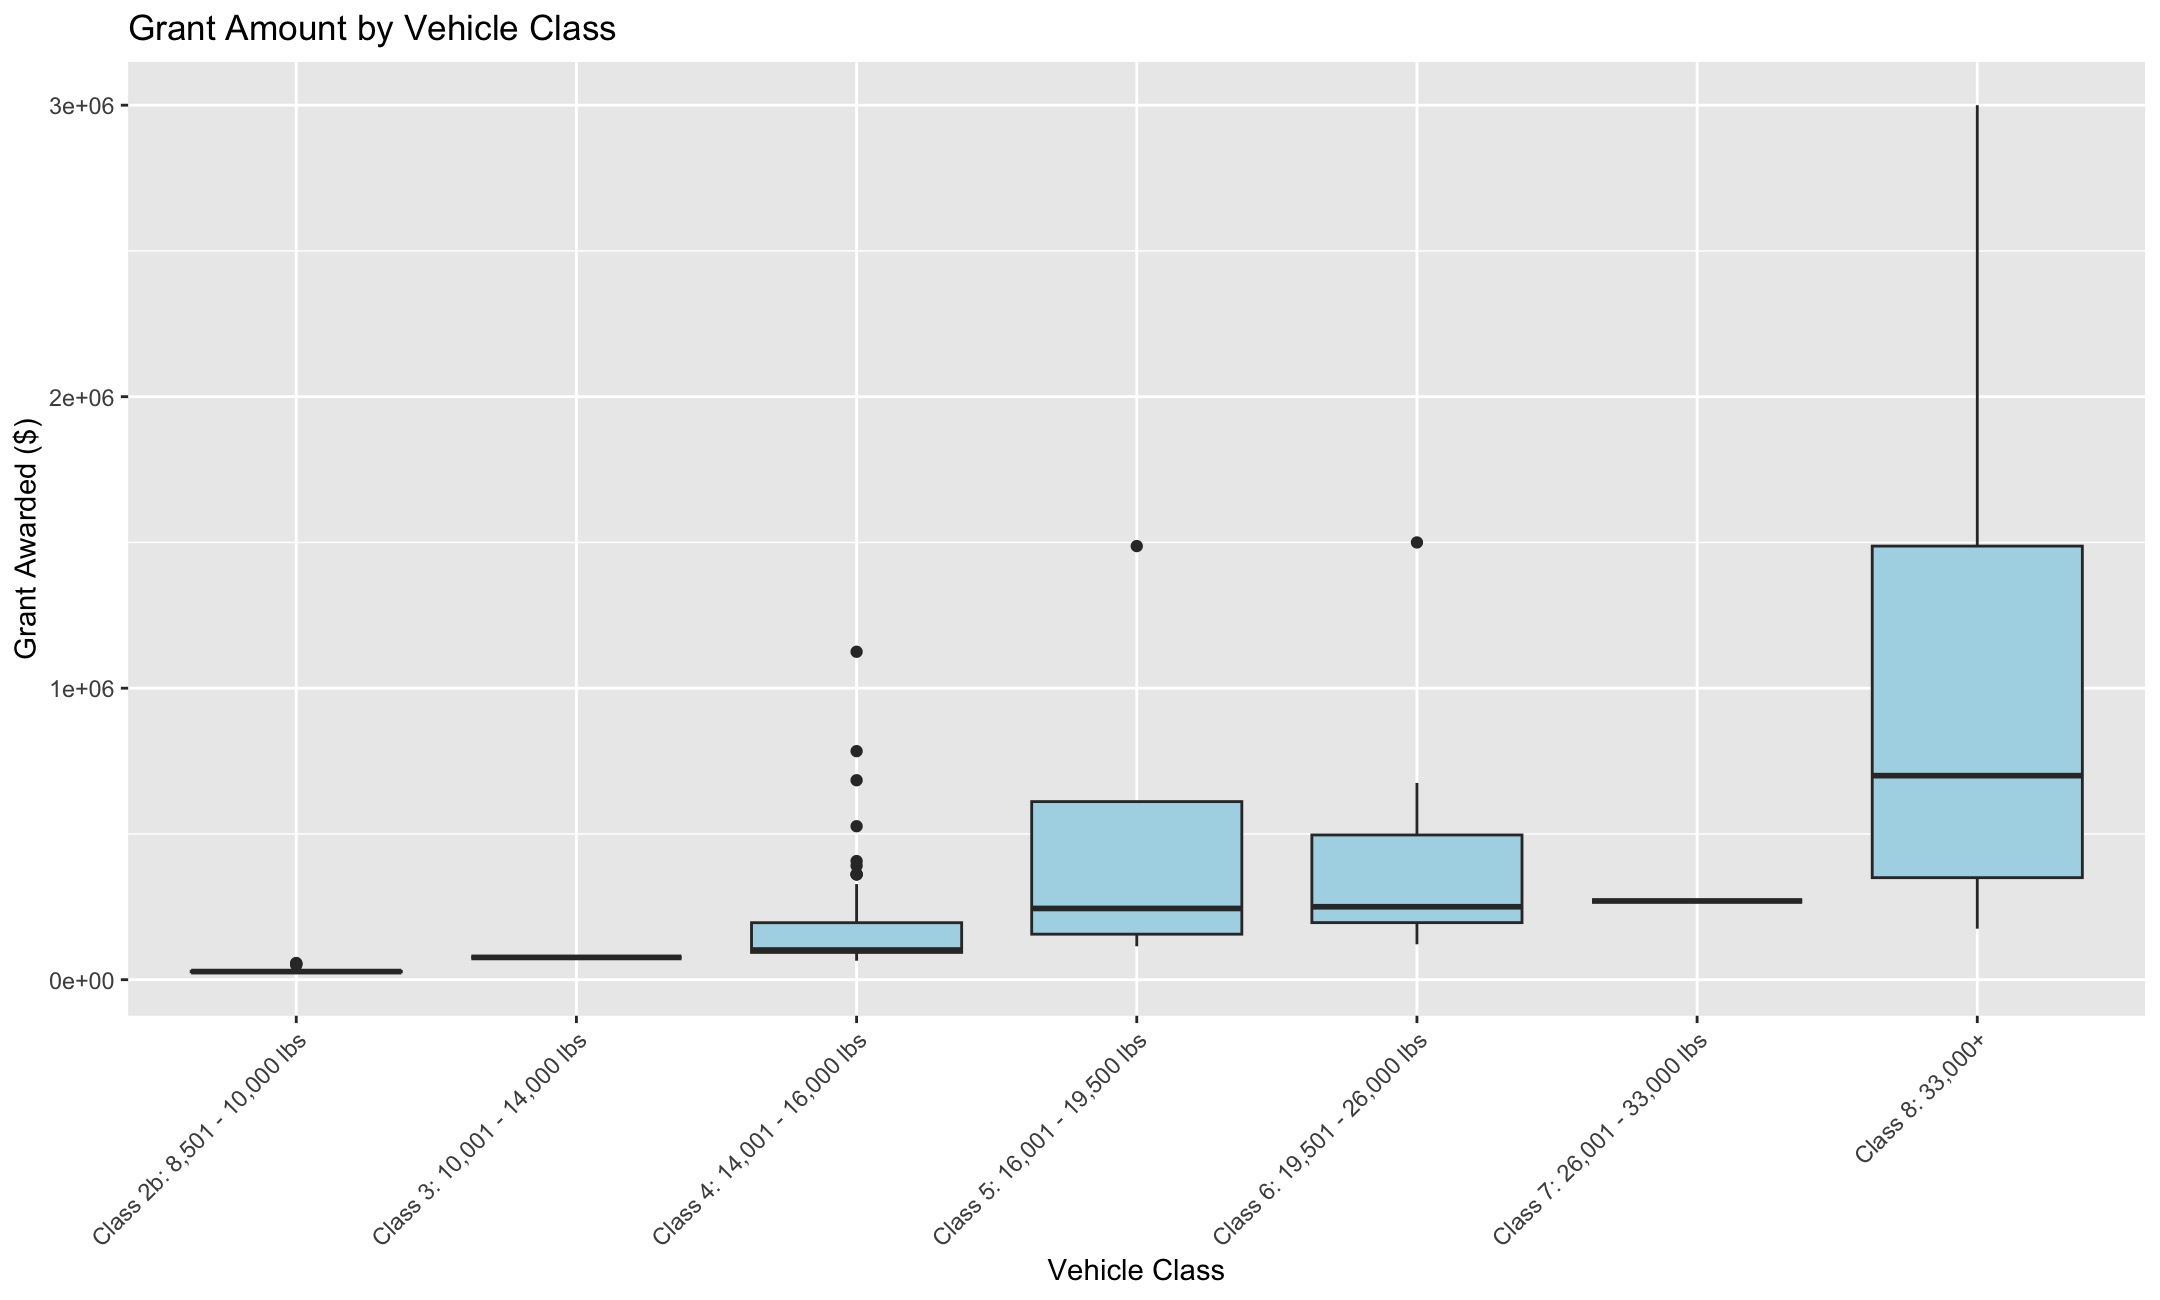 Grant Amount by Vehicle Class
Grant Awarded ($)
3e+06
2e+06
1e+06
0e+00
Class 2b: 8,501 - 10,000 lbs
Class 3: 10,001 - 14,000 lbs
Class 4: 14,001 - 16,000 lbs
Class 5: 16,001 - 19,500 lbs
Class 6: 19,501 - 26,000 lbs
Class 7: 26,001 - 33,000 lbs
Class 8: 33,000+
Vehicle Class